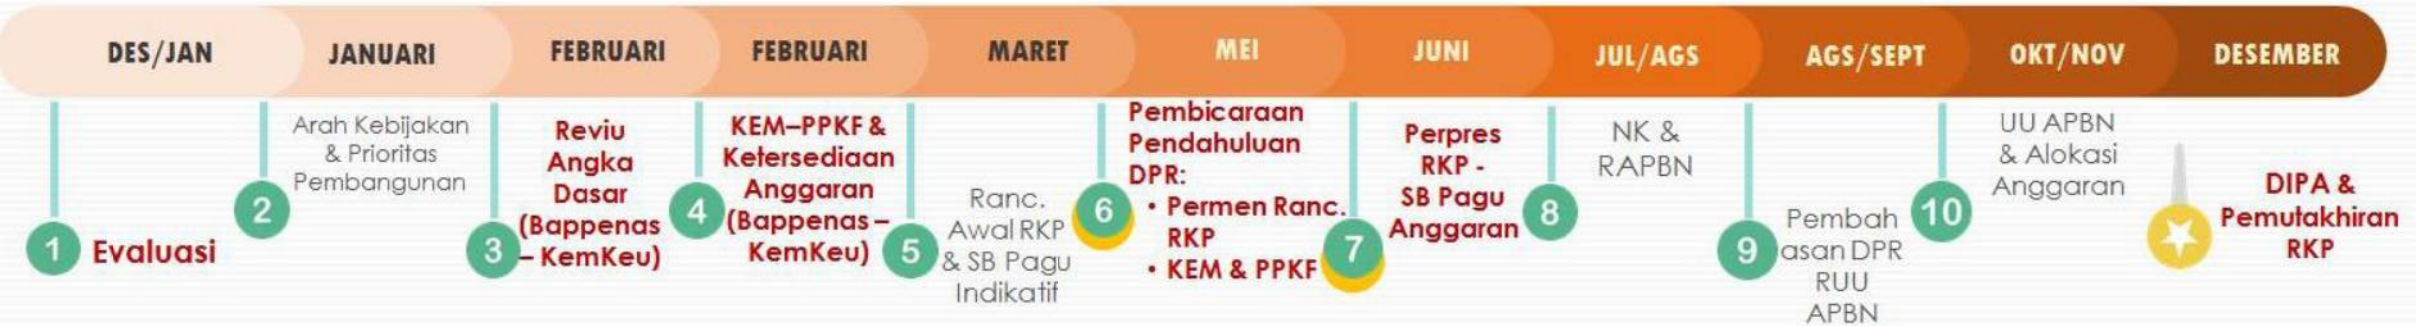 DES/JAN
JANUARI
FEBRUARI
FEBRUARI
MARET
MEI
JUNI
JUL/AGS
AGS/SEPT
OKT/NOV
DESEMBER
1
Evaluasi
2
Arah Kebijakan
& Prioritas
Pembangunan
3
Reviu
Angka
Dasar
(Bappenas
– KemKeu)
4
KEM–PPKF &
Ketersediaan
Anggaran
(Bappenas –
KemKeu)
5
Ranc.
Awal RKP
& SB Pagu
Indikatif
6
Pembicaraan
Pendahuluan
DPR:
• Permen Ranc.
RKP
• KEM & PPKF
7
Perpres
RKP -
SB Pagu
Anggaran
8
NK &
RAPBN
9
Pembah
asan DPR
RUU
APBN
10
UU APBN
& Alokasi
Anggaran
DIPA &
Pemutakhiran
RKP